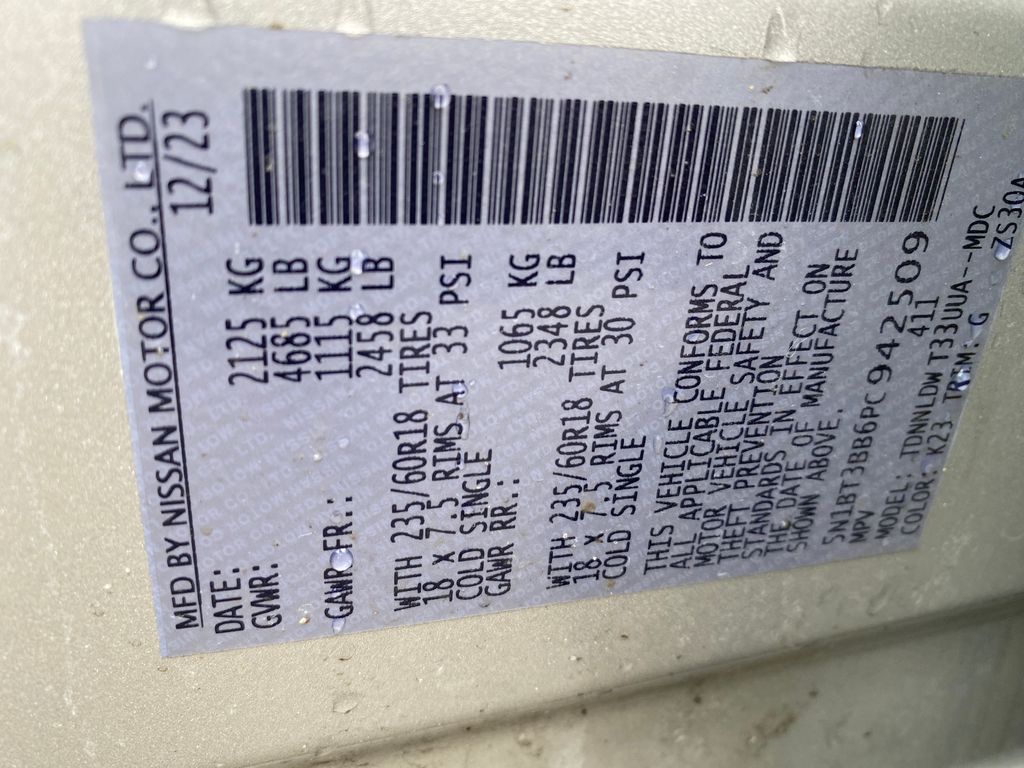 MFD BY NISSAN MOTOR CO., LTD.
DATE: 12/23
GVWR: 2125 KG
4685 LB
GAWR FR.: 1115 KG
2458 LB
WITH 235/60R18 TIRES
18 x 7.5 RIMS AT 33 PSI
COLD SINGLE
GAWR RR.: 1065 KG
2348 LB
WITH 235/60R18 TIRES
18 x 7.5 RIMS AT 30 PSI
COLD SINGLE
THIS VEHICLE CONFORMS TO
ALL APPLICABLE FEDERAL
MOTOR VEHICLE SAFETY AND
THEFT PREVENTION
STANDARDS IN EFFECT ON
THE DATE OF MANUFACTURE
SHOWN ABOVE.
5N1BT3BB6PC942509
MPV 411
MODEL: JDNNLDW T33UUA--MDC
COLOR: K23 TRIM: G ZS30A